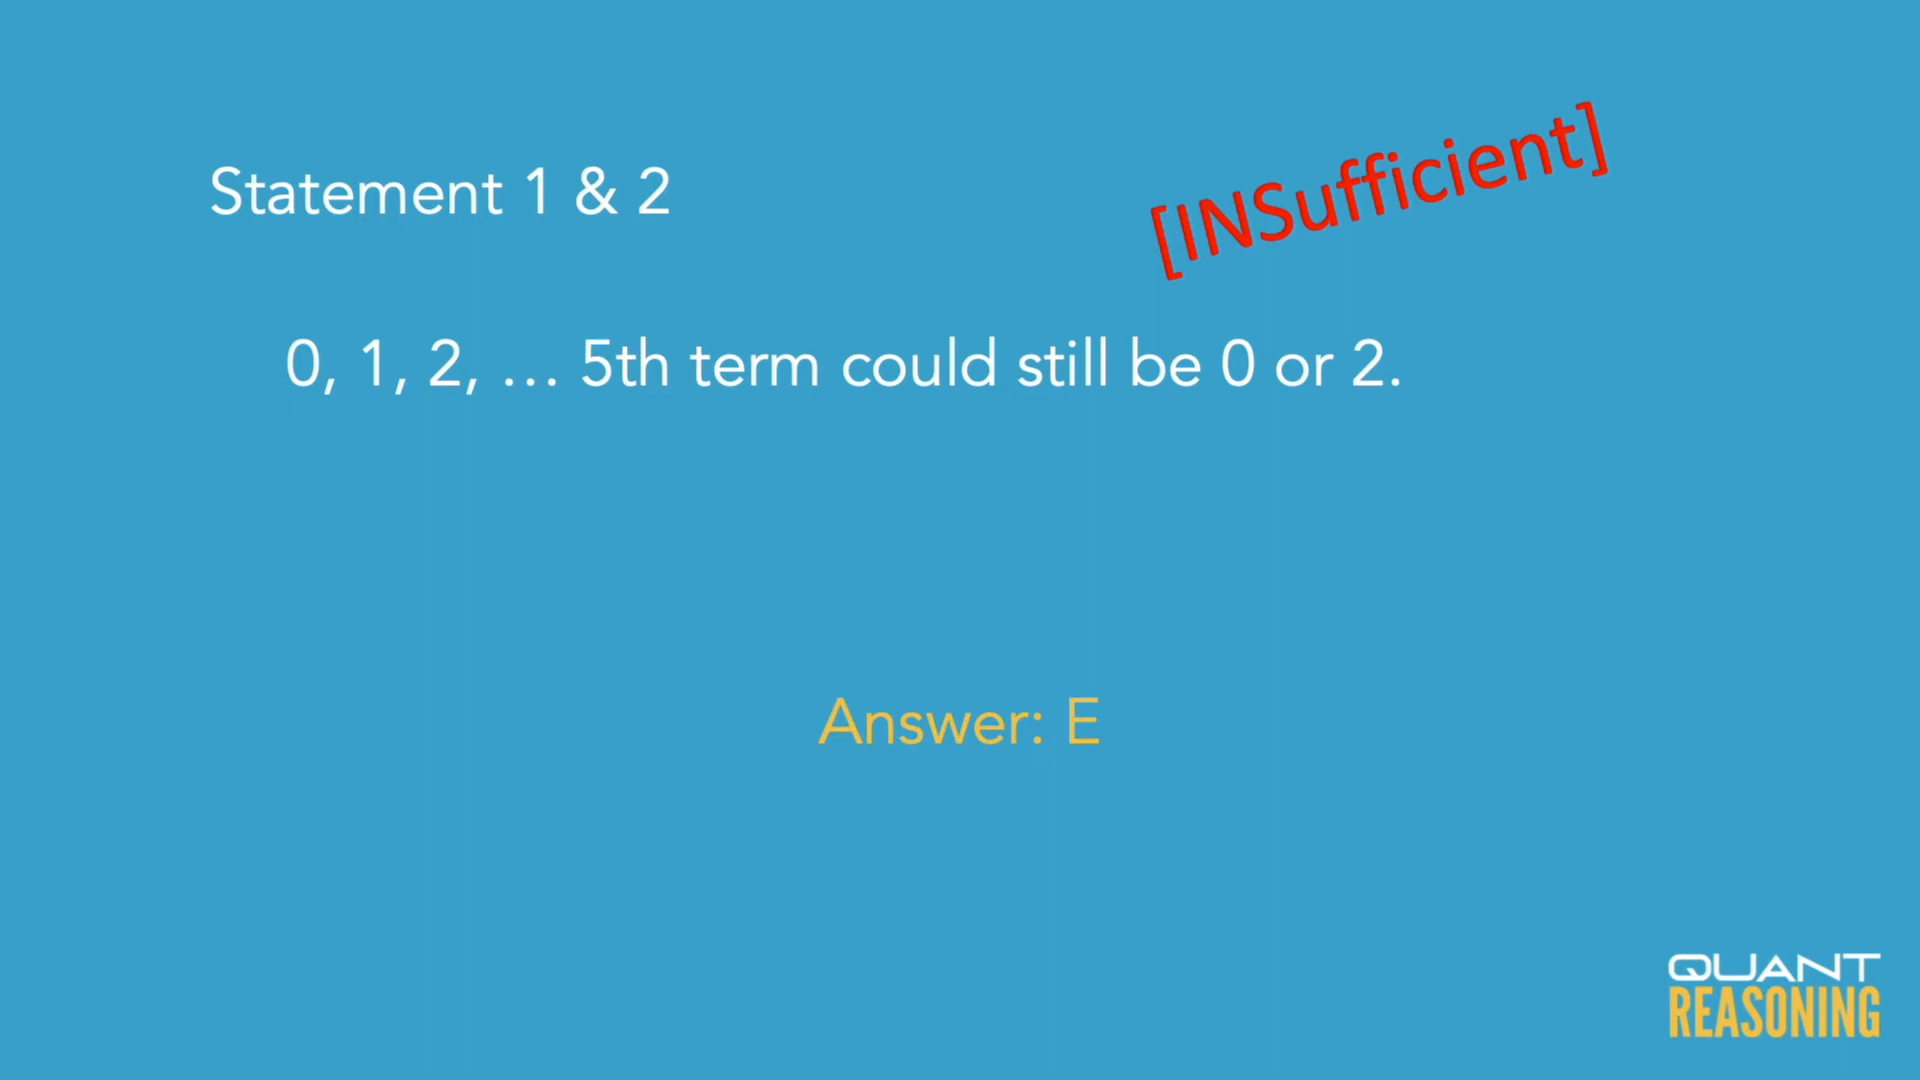 Statement 1 & 2
[INSufficient]
0, 1, 2, … 5th term could still be 0 or 2.
Answer: E
QUANT
REASONING